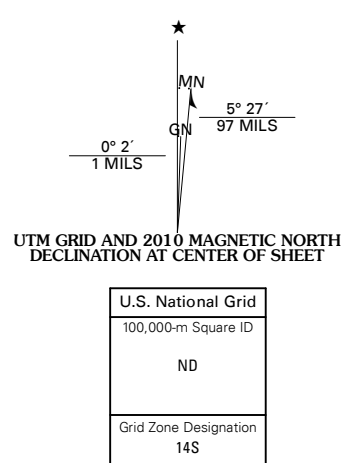 MN
5° 27´
97 MILS
GN
0° 2´
1 MILS
UTM GRID AND 2010 MAGNETIC NORTH
DECLINATION AT CENTER OF SHEET
U.S. National Grid
100,000-m Square ID
ND
Grid Zone Designation
14S